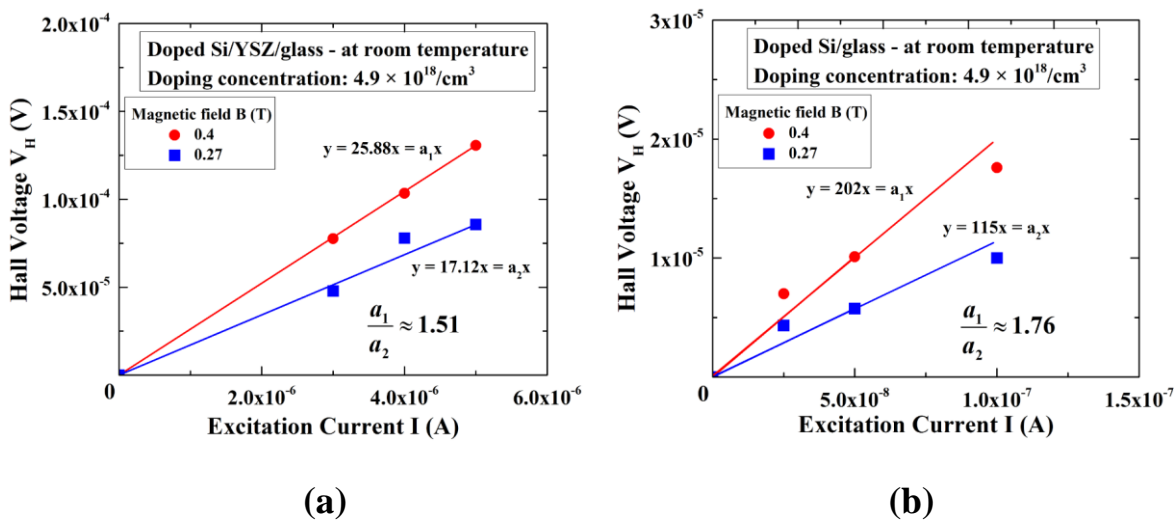 2.0x10⁻⁴
Doped Si/YSZ/glass - at room temperature
Doping concentration: 4.9 × 10¹⁸/cm³
1.5x10⁻⁴
Magnetic field B (T)
0.4
0.27
y = 25.88x = a₁x
1.0x10⁻⁴
y = 17.12x = a₂x
5.0x10⁻⁵
a₁
a₂
≈ 1.51
0
2.0x10⁻⁶
4.0x10⁻⁶
6.0x10⁻⁶
Hall Voltage V_H (V)
Excitation Current I (A)
(a)
3x10⁻⁵
Doped Si/glass - at room temperature
Doping concentration: 4.9 × 10¹⁸/cm³
Magnetic field B (T)
0.4
0.27
2x10⁻⁵
y = 202x = a₁x
y = 115x = a₂x
1x10⁻⁵
a₁
a₂
≈ 1.76
0
5.0x10⁻⁸
1.0x10⁻⁷
1.5x10⁻⁷
Hall Voltage V_H (V)
Excitation Current I (A)
(b)